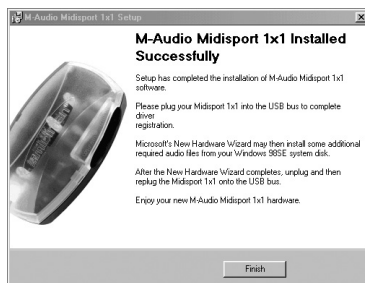 M-Audio Midisport 1x1 Setup
M-Audio Midisport 1x1 Installed
Successfully
Setup has completed the installation of M-Audio Midisport 1x1
software.
Please plug your Midisport 1x1 into the USB bus to complete
driver
registration.
Microsoft's New Hardware Wizard may then install some additional
required audio files from your Windows 98SE system disk.
After the New Hardware Wizard completes, unplug and then
replug the Midisport 1x1 onto the USB bus.
Enjoy your new M-Audio Midisport 1x1 hardware.
Finish